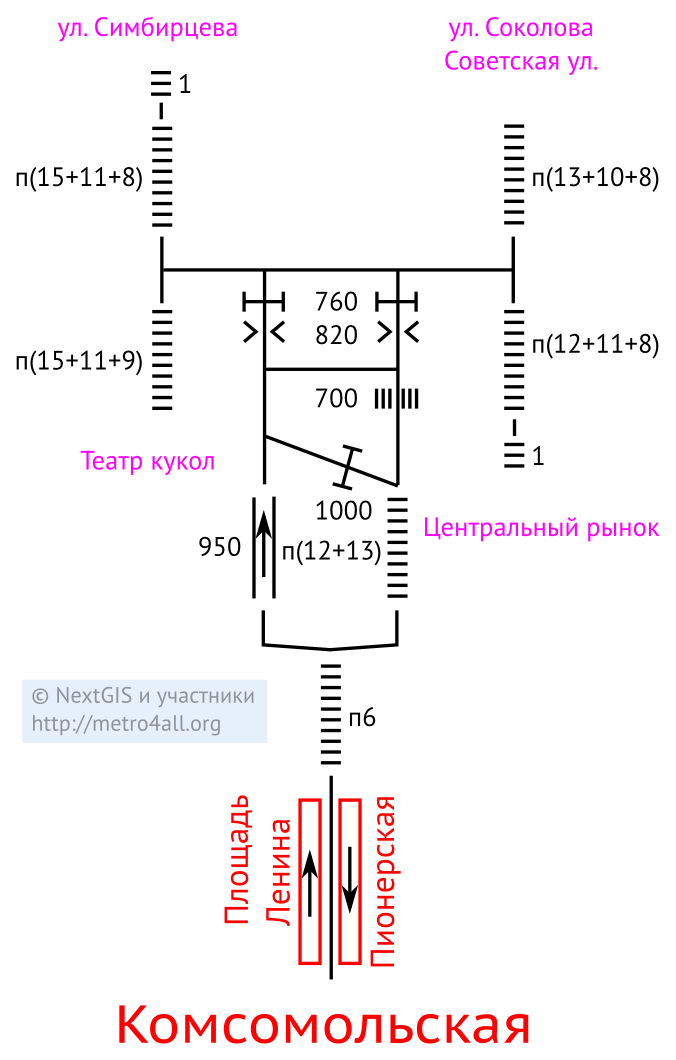 ул. Симбирцева
ул. Соколова
Советская ул.
1
п(15+11+8)
п(13+10+8)
760
820
п(15+11+9)
п(12+11+8)
700
Театр кукол
1
1000
Центральный рынок
950
п(12+13)
© NextGIS и участники
http://metro4all.org
п6
Площадь
Ленина
Пионерская
Комсомольская